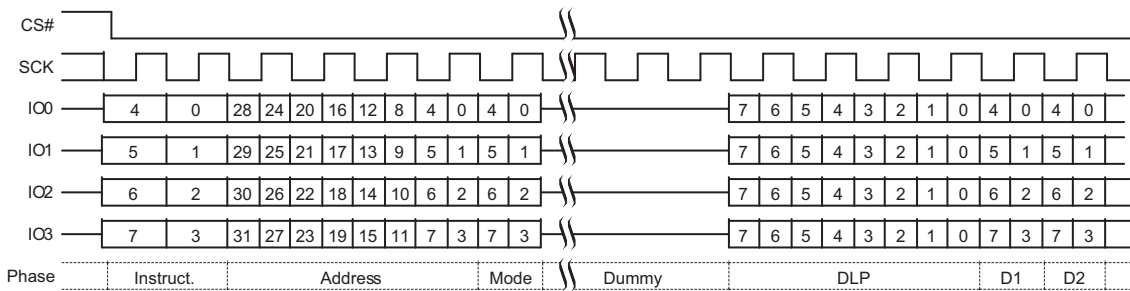 CS#
SCK
IO0 4 0 28 24 20 16 12 8 4 0 4 0 7 6 5 4 3 2 1 0 4 0 4 0
IO1 5 1 29 25 21 17 13 9 5 1 5 1 7 6 5 4 3 2 1 0 5 1 5 1
IO2 6 2 30 26 22 18 14 10 6 2 6 2 7 6 5 4 3 2 1 0 6 2 6 2
IO3 7 3 31 27 23 19 15 11 7 3 7 3 7 6 5 4 3 2 1 0 7 3 7 3
Phase Instruct. Address Mode Dummy DLP D1 D2